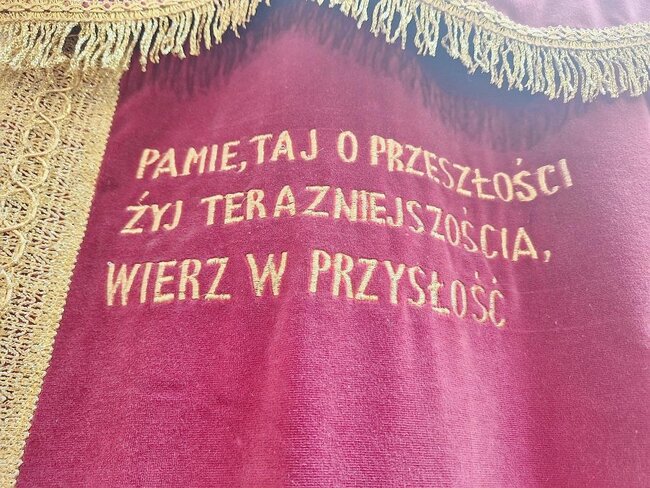 PAMIE,TAJ O PRZESZŁOŚCI
ŹYJ TERAZNIEJSZOŚCIA,
WIERZ W PRZYSŁOŚĆ